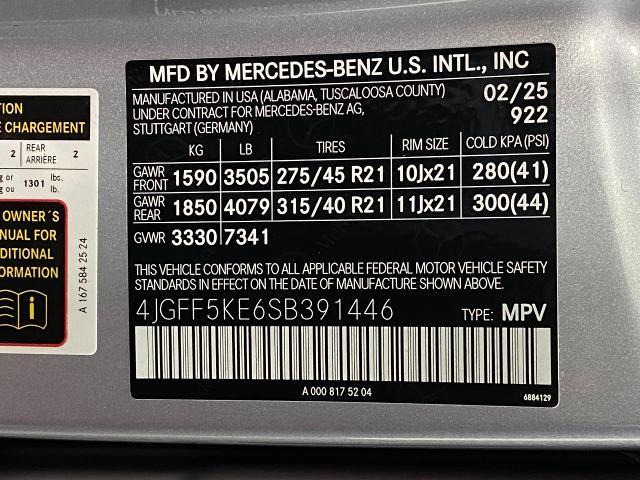 MFD BY MERCEDES-BENZ U.S. INTL., INC
MANUFACTURED IN USA (ALABAMA, TUSCALOOSA COUNTY) 02/25
UNDER CONTRACT FOR MERCEDES-BENZ AG, 922
STUTTGART (GERMANY)
KG LB TIRES RIM SIZE COLD KPA (PSI)
GAWR FRONT 1590 3505 275/45 R21 10Jx21 280(41)
GAWR REAR 1850 4079 315/40 R21 11Jx21 300(44)
GVWR 3330 7341
THIS VEHICLE CONFORMS TO ALL APPLICABLE FEDERAL MOTOR VEHICLE SAFETY
STANDARDS IN EFFECT ON DATE OF MANUFACTURE SHOWN ABOVE.
4JGFF5KE6SB391446 TYPE: MPV
A 000 817 52 04
6884129
TION
E CHARGEMENT
2 REAR ARRIÈRE 2
g or ou 1301 lbs. lb.
OWNER´S
NUAL FOR
DITIONAL
FORMATION
i
A 167 584 25 24